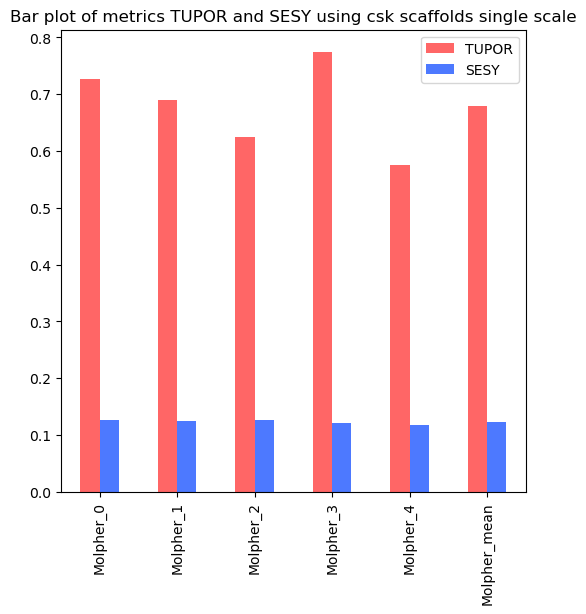 Bar plot of metrics TUPOR and SESY using csk scaffolds single scale
TUPOR
SESY
0.8
0.7
0.6
0.5
0.4
0.3
0.2
0.1
0.0
Molpher_0
Molpher_1
Molpher_2
Molpher_3
Molpher_4
Molpher_mean